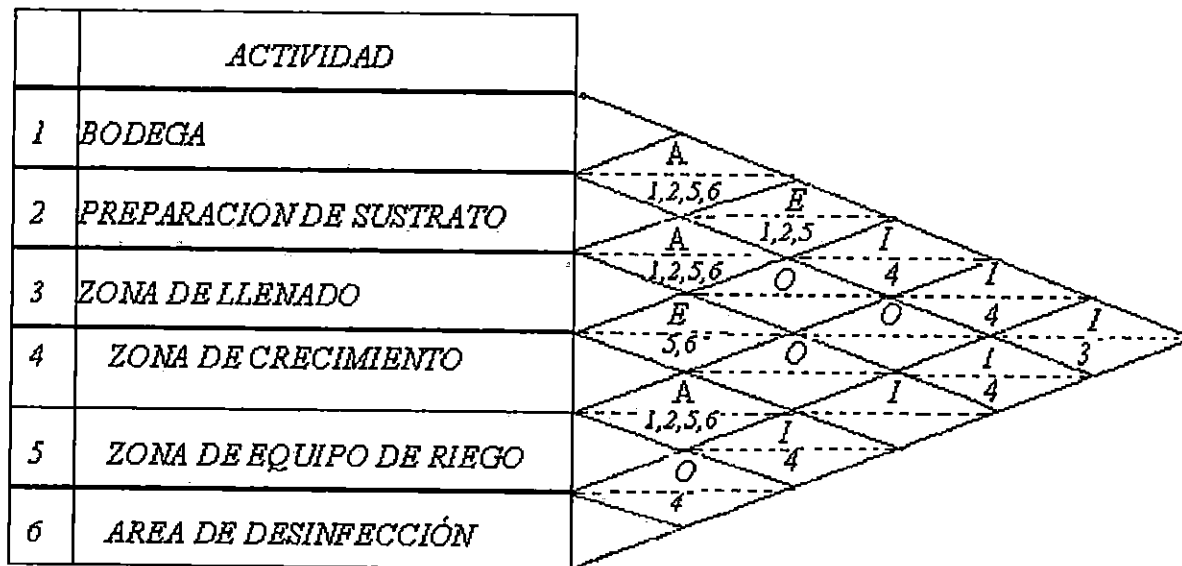 ACTIVIDAD
1 BODEGA
2 PREPARACION DE SUSTRATO
3 ZONA DE LLENADO
4 ZONA DE CRECIMIENTO
5 ZONA DE EQUIPO DE RIEGO
6 AREA DE DESINFECCIÓN
A
1,2,5,6
E
1,2,5
I
4
I
4
I
3
A
1,2,5,6
O
O
I
4
E
5,6
O
I
A
1,2,5,6
I
4
O
4